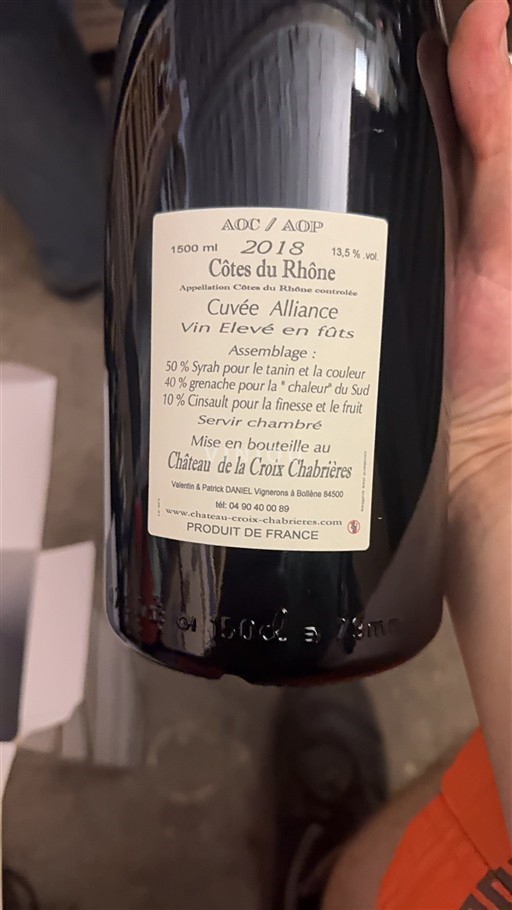 AOC // AOP
1500 ml 2018 13,5 % .vol.
Côtes du Rhône
Appellation Côtes du Rhône controlée
Cuvée Alliance
Vin Elevé en fûts
Assemblage :
50 % Syrah pour le tanin et la couleur
40 % grenache pour la " chaleur" du Sud
10 % Cinsault pour la finesse et le fruit
Servir chambré
Mise en bouteille au
Château de la Croix Chabrières
Valentin & Patrick DANIEL Vignerons à Bollène 84500
tél: 04 90 40 00 89
www.chateau-croix-chabrieres.com
PRODUIT DE FRANCE
150cl